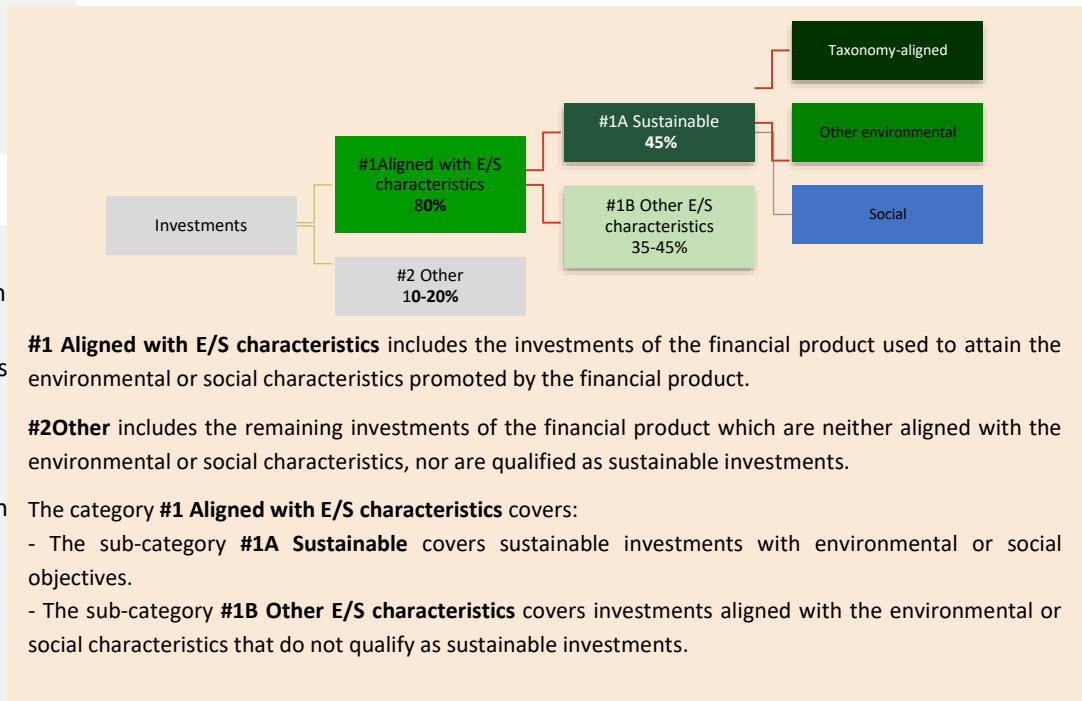 Taxonomy-aligned
#1A Sustainable
45%
Other environmental
#1Aligned with E/S
characteristics
80%
#1B Other E/S
characteristics
35-45%
Social
Investments
#2 Other
10-20%
n
s
n
#1 Aligned with E/S characteristics includes the investments of the financial product used to attain the
environmental or social characteristics promoted by the financial product.
#2Other includes the remaining investments of the financial product which are neither aligned with the
environmental or social characteristics, nor are qualified as sustainable investments.
The category #1 Aligned with E/S characteristics covers:
- The sub-category #1A Sustainable covers sustainable investments with environmental or social
objectives.
- The sub-category #1B Other E/S characteristics covers investments aligned with the environmental or
social characteristics that do not qualify as sustainable investments.